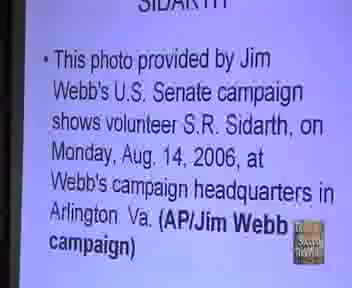 SIDARTH
• This photo provided by Jim
Webb's U.S. Senate campaign
shows volunteer S.R. Sidarth, on
Monday, Aug. 14, 2006, at
Webb's campaign headquarters in
Arlington Va. (AP/Jim Webb
campaign)